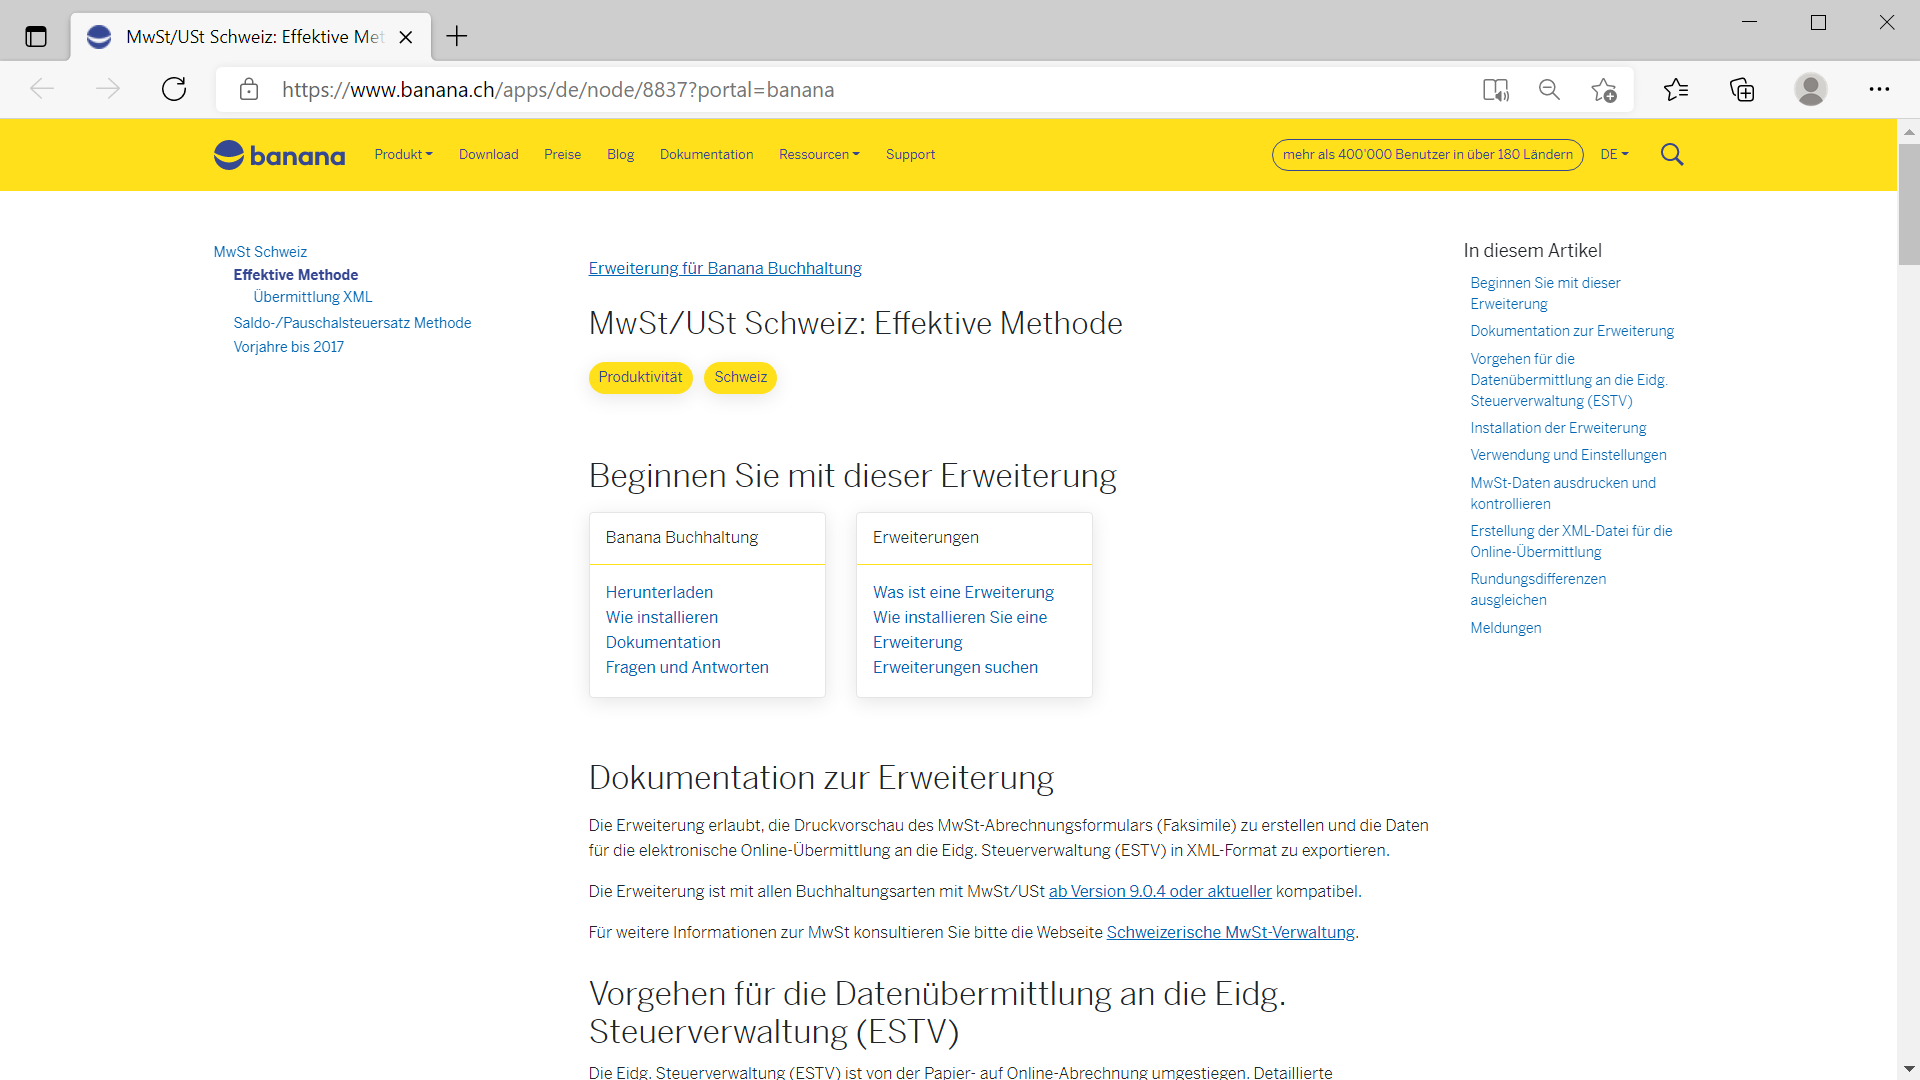 MwSt/USt Schweiz: Effektive Met
https://www.banana.ch/apps/de/node/8837?portal=banana
banana
Produkt
Download
Preise
Blog
Dokumentation
Ressourcen
Support
mehr als 400'000 Benutzer in über 180 Ländern
DE
MwSt Schweiz
Effektive Methode
Übermittlung XML
Saldo-/Pauschalsteuersatz Methode
Vorjahre bis 2017
Erweiterung für Banana Buchhaltung
MwSt/USt Schweiz: Effektive Methode
Produktivität
Schweiz
Beginnen Sie mit dieser Erweiterung
Banana Buchhaltung
Herunterladen
Wie installieren
Dokumentation
Fragen und Antworten
Erweiterungen
Was ist eine Erweiterung
Wie installieren Sie eine
Erweiterung
Erweiterungen suchen
Dokumentation zur Erweiterung
Die Erweiterung erlaubt, die Druckvorschau des MwSt-Abrechnungsformulars (Faksimile) zu erstellen und die Daten
für die elektronische Online-Übermittlung an die Eidg. Steuerverwaltung (ESTV) in XML-Format zu exportieren.
Die Erweiterung ist mit allen Buchhaltungsarten mit MwSt/USt ab Version 9.0.4 oder aktueller kompatibel.
Für weitere Informationen zur MwSt konsultieren Sie bitte die Webseite Schweizerische MwSt-Verwaltung.
Vorgehen für die Datenübermittlung an die Eidg.
Steuerverwaltung (ESTV)
Die Eidg. Steuerverwaltung (ESTV) ist von der Papier- auf Online-Abrechnung umgestiegen. Detaillierte
In diesem Artikel
Beginnen Sie mit dieser
Erweiterung
Dokumentation zur Erweiterung
Vorgehen für die
Datenübermittlung an die Eidg.
Steuerverwaltung (ESTV)
Installation der Erweiterung
Verwendung und Einstellungen
MwSt-Daten ausdrucken und
kontrollieren
Erstellung der XML-Datei für die
Online-Übermittlung
Rundungsdifferenzen
ausgleichen
Meldungen